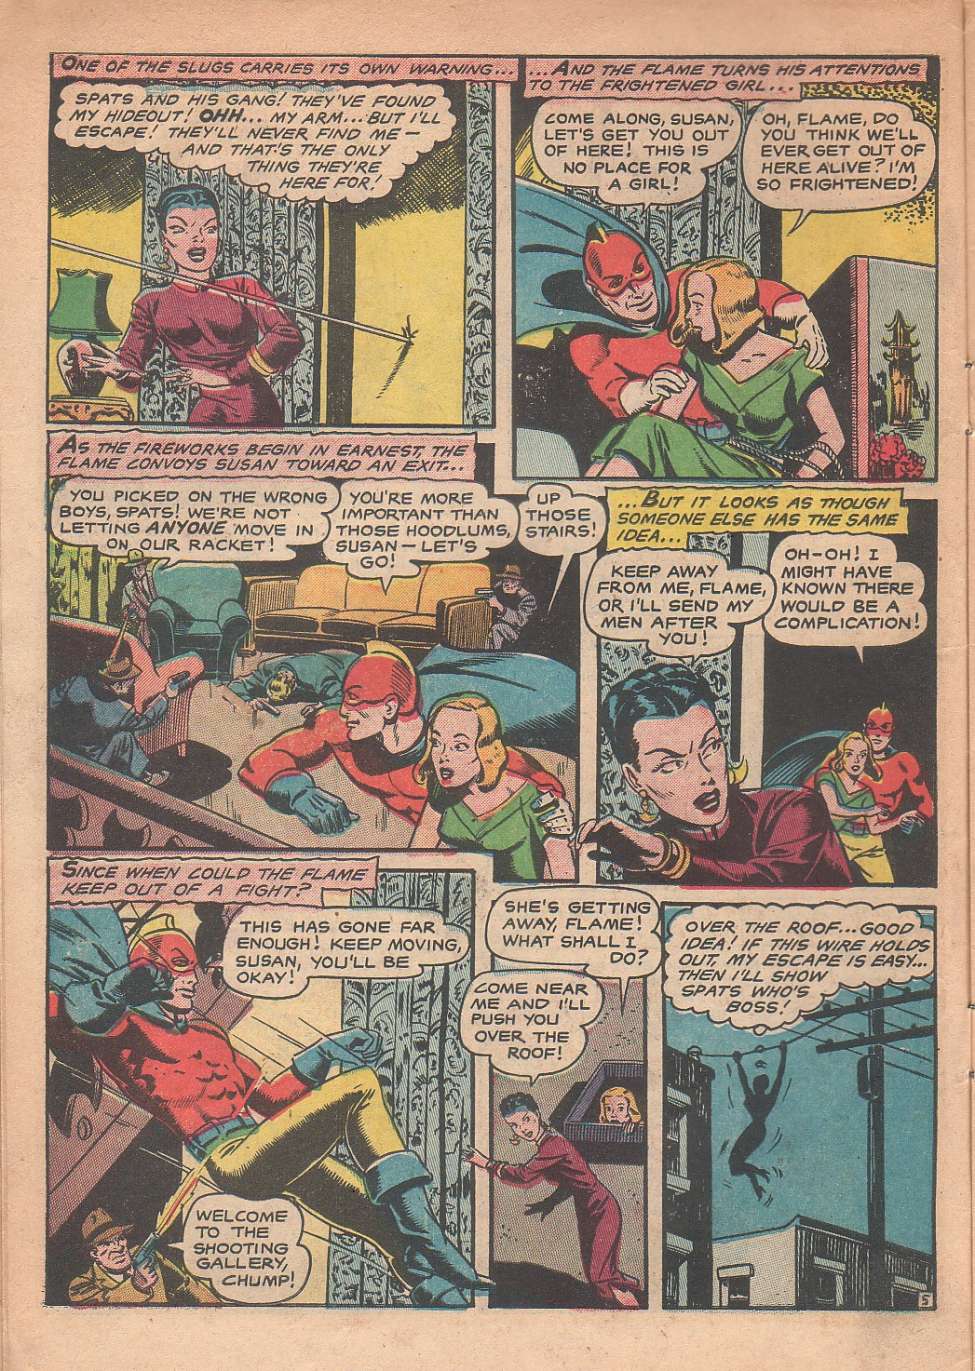 ONE OF THE SLUGS CARRIES ITS OWN WARNING...
SPATS AND HIS GANG! THEY'VE FOUND
MY HIDEOUT! OHH... MY ARM... BUT I'LL
ESCAPE! THEY'LL NEVER FIND ME—
AND THAT'S THE ONLY
THING THEY'RE
HERE FOR!
...AND THE FLAME TURNS HIS ATTENTIONS
TO THE FRIGHTENED GIRL...
COME ALONG, SUSAN,
LET'S GET YOU OUT
OF HERE! THIS IS
NO PLACE FOR
A GIRL!
OH, FLAME, DO
YOU THINK WE'LL
EVER GET OUT OF
HERE ALIVE? I'M
SO FRIGHTENED!
AS THE FIREWORKS BEGIN IN EARNEST, THE
FLAME CONVOYS SUSAN TOWARD AN EXIT...
YOU PICKED ON THE WRONG
BOYS, SPATS! WE'RE NOT
LETTING ANYONE MOVE IN
ON OUR RACKET!
YOU'RE MORE
IMPORTANT THAN
THOSE HOODLUMS,
SUSAN—LET'S
GO!
UP
THOSE
STAIRS!
...BUT IT LOOKS AS THOUGH
SOMEONE ELSE HAS THE SAME
IDEA...
KEEP AWAY
FROM ME, FLAME,
OR I'LL SEND MY
MEN AFTER
YOU!
OH-OH! I
MIGHT HAVE
KNOWN THERE
WOULD BE A
COMPLICATION!
SINCE WHEN COULD THE FLAME
KEEP OUT OF A FIGHT?
THIS HAS GONE FAR
ENOUGH! KEEP MOVING,
SUSAN, YOU'LL BE
OKAY!
WELCOME
TO THE
SHOOTING
GALLERY,
CHUMP!
SHE'S GETTING
AWAY, FLAME!
WHAT SHALL I
DO?
COME NEAR
ME AND I'LL
PUSH YOU
OVER THE
ROOF!
OVER THE ROOF...GOOD
IDEA! IF THIS WIRE HOLDS
OUT, MY ESCAPE IS EASY...
THEN I'LL SHOW
SPATS WHO'S
BOSS!
5